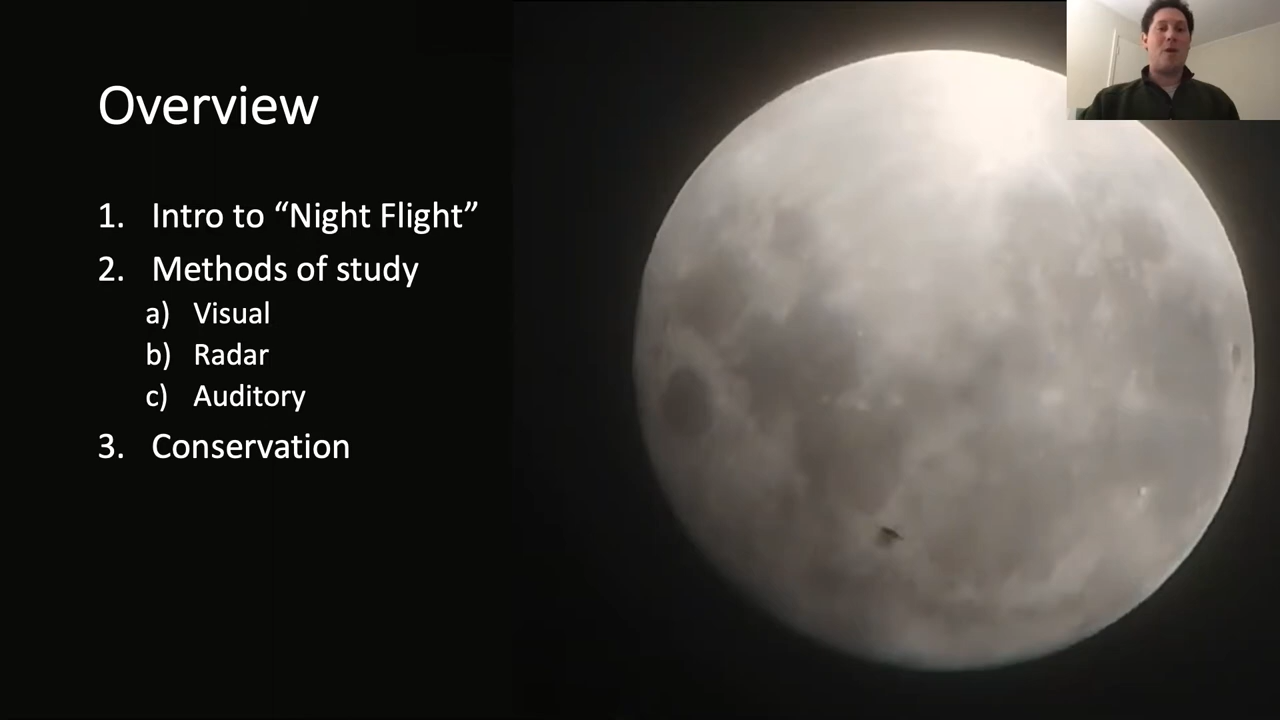 Overview
1. Intro to “Night Flight”
2. Methods of study
a) Visual
b) Radar
c) Auditory
3. Conservation